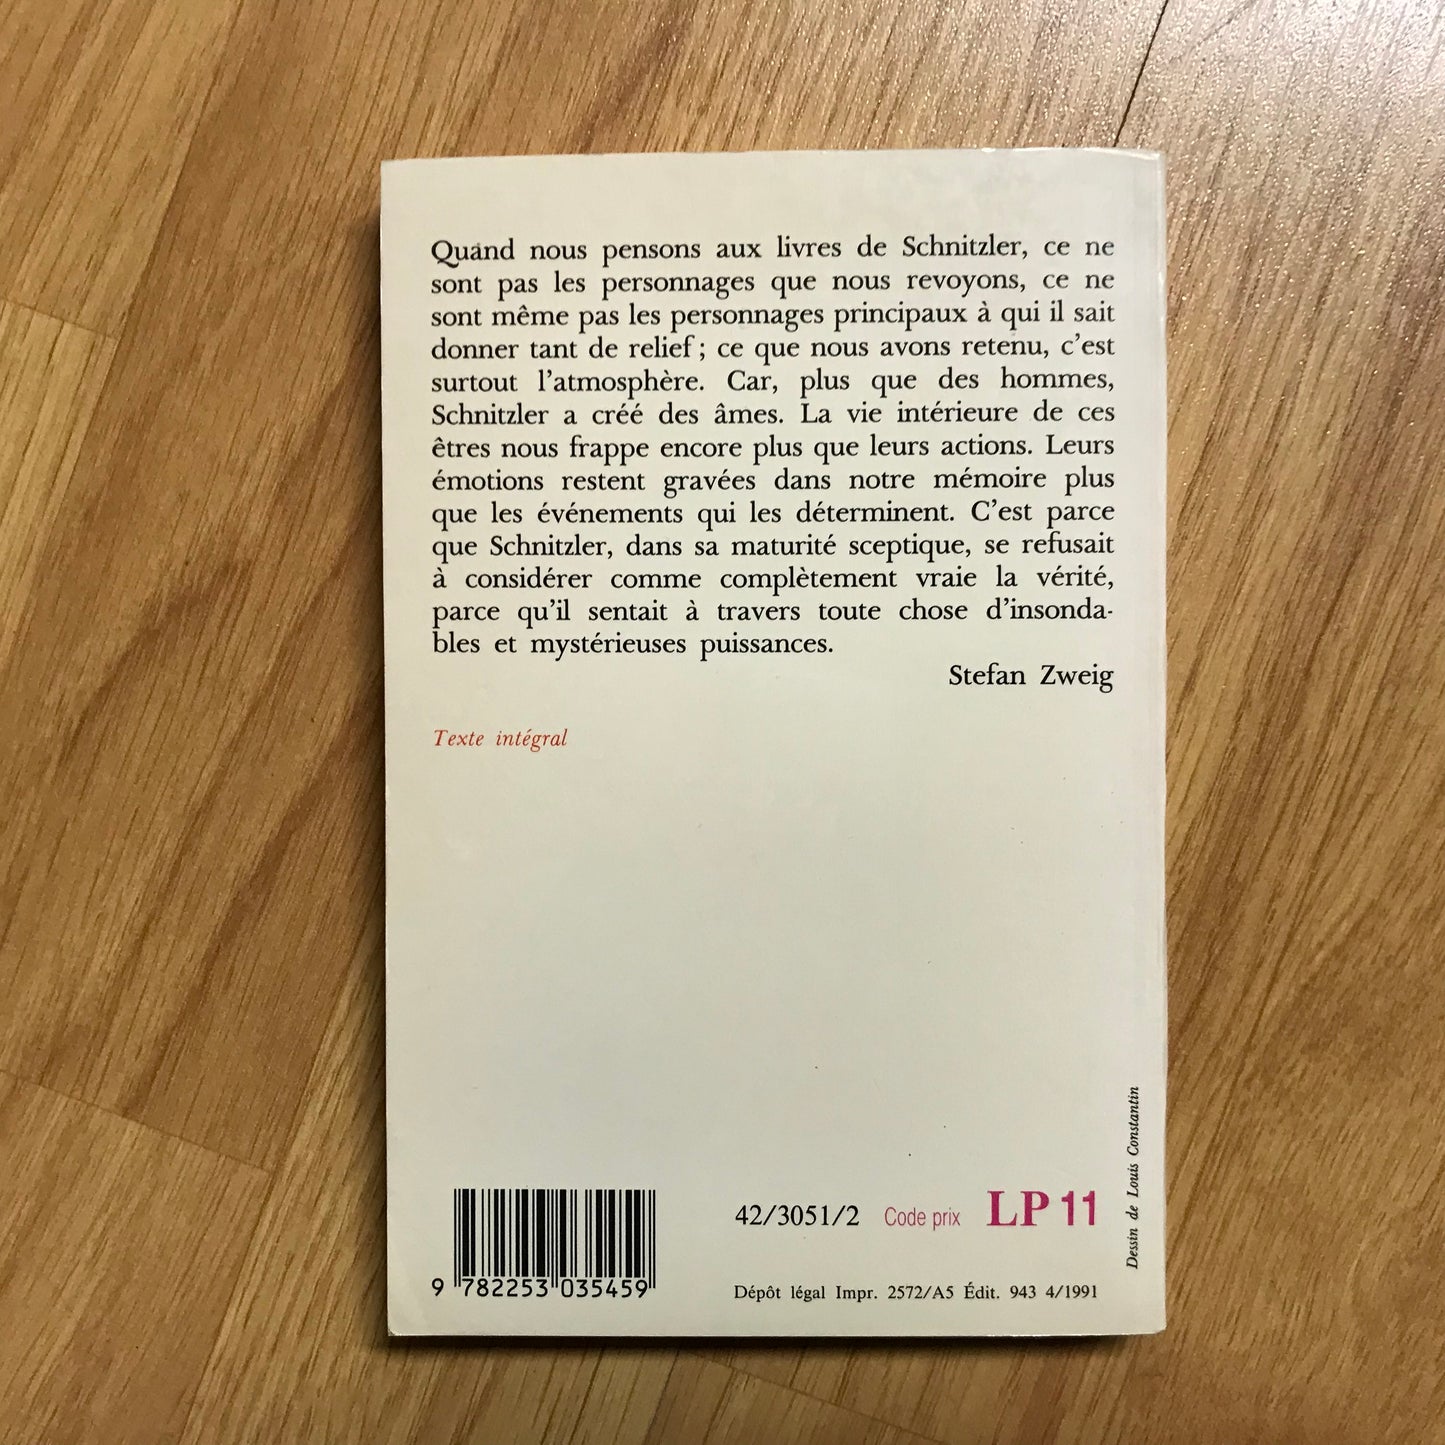 Quand nous pensons aux livres de Schnitzler, ce ne
sont pas les personnages que nous revoyons, ce ne
sont même pas les personnages principaux à qui il sait
donner tant de relief ; ce que nous avons retenu, c’est
surtout l’atmosphère. Car, plus que des hommes,
Schnitzler a créé des âmes. La vie intérieure de ces
êtres nous frappe encore plus que leurs actions. Leurs
émotions restent gravées dans notre mémoire plus
que les événements qui les déterminent. C’est parce
que Schnitzler, dans sa maturité sceptique, se refusait
à considérer comme complètement vraie la vérité,
parce qu’il sentait à travers toute chose d’insonda-
bles et mystérieuses puissances.
Stefan Zweig
Texte intégral
Dessin de Louis Constantin
42/3051/2 Code prix LP 11
9 782253 035459
Dépôt légal Impr. 2572/A5 Édit. 943 4/1991